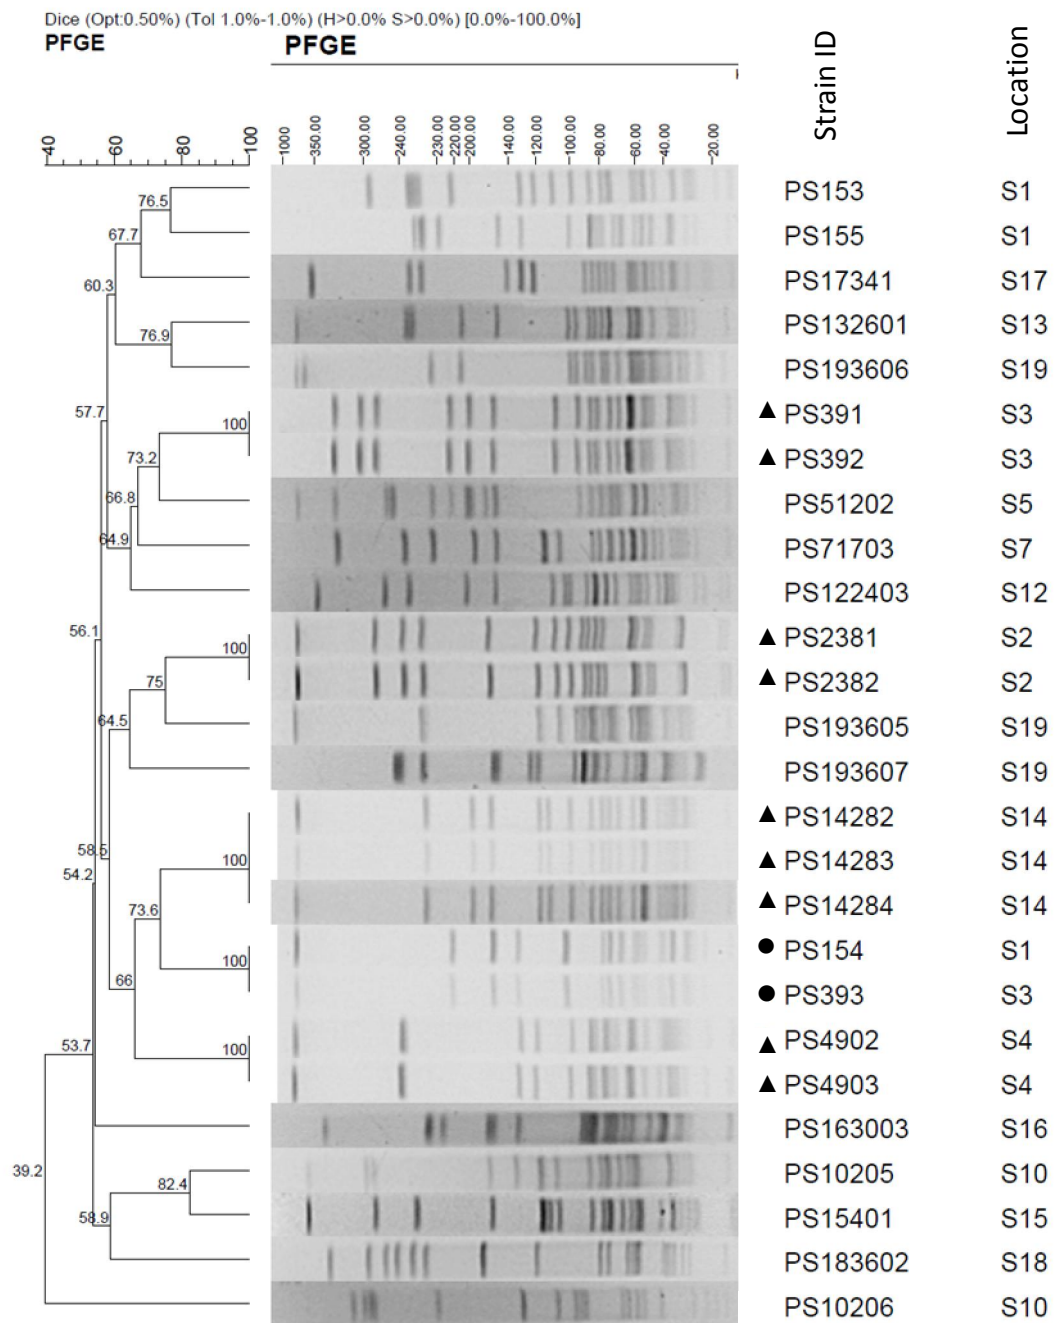 Dice (Opt:0.50%) (Tol 1.0%-1.0%) (H>0.0% S>0.0%) [0.0%-100.0%]
PFGE PFGE
Strain ID Location
40 60 80 100
1000 350.00 300.00 240.00 230.00 220.00 200.00 140.00 120.00 100.00 80.00 60.00 40.00 20.00
PS153 S1
76.5
PS155 S1
67.7
PS17341 S17
60.3
PS132601 S13
76.9
PS193606 S19
57.7
▲ PS391 S3
100
▲ PS392 S3
73.2
PS51202 S5
66.8
PS71703 S7
64.9
PS122403 S12
56.1
▲ PS2381 S2
100
▲ PS2382 S2
75
PS193605 S19
64.5
PS193607 S19
▲ PS14282 S14
58.5
▲ PS14283 S14
100
54.2
▲ PS14284 S14
73.6
● PS154 S1
100
● PS393 S3
66
▲ PS4902 S4
53.7
100
▲ PS4903 S4
PS163003 S16
39.2
PS10205 S10
82.4
PS15401 S15
58.9
PS183602 S18
PS10206 S10